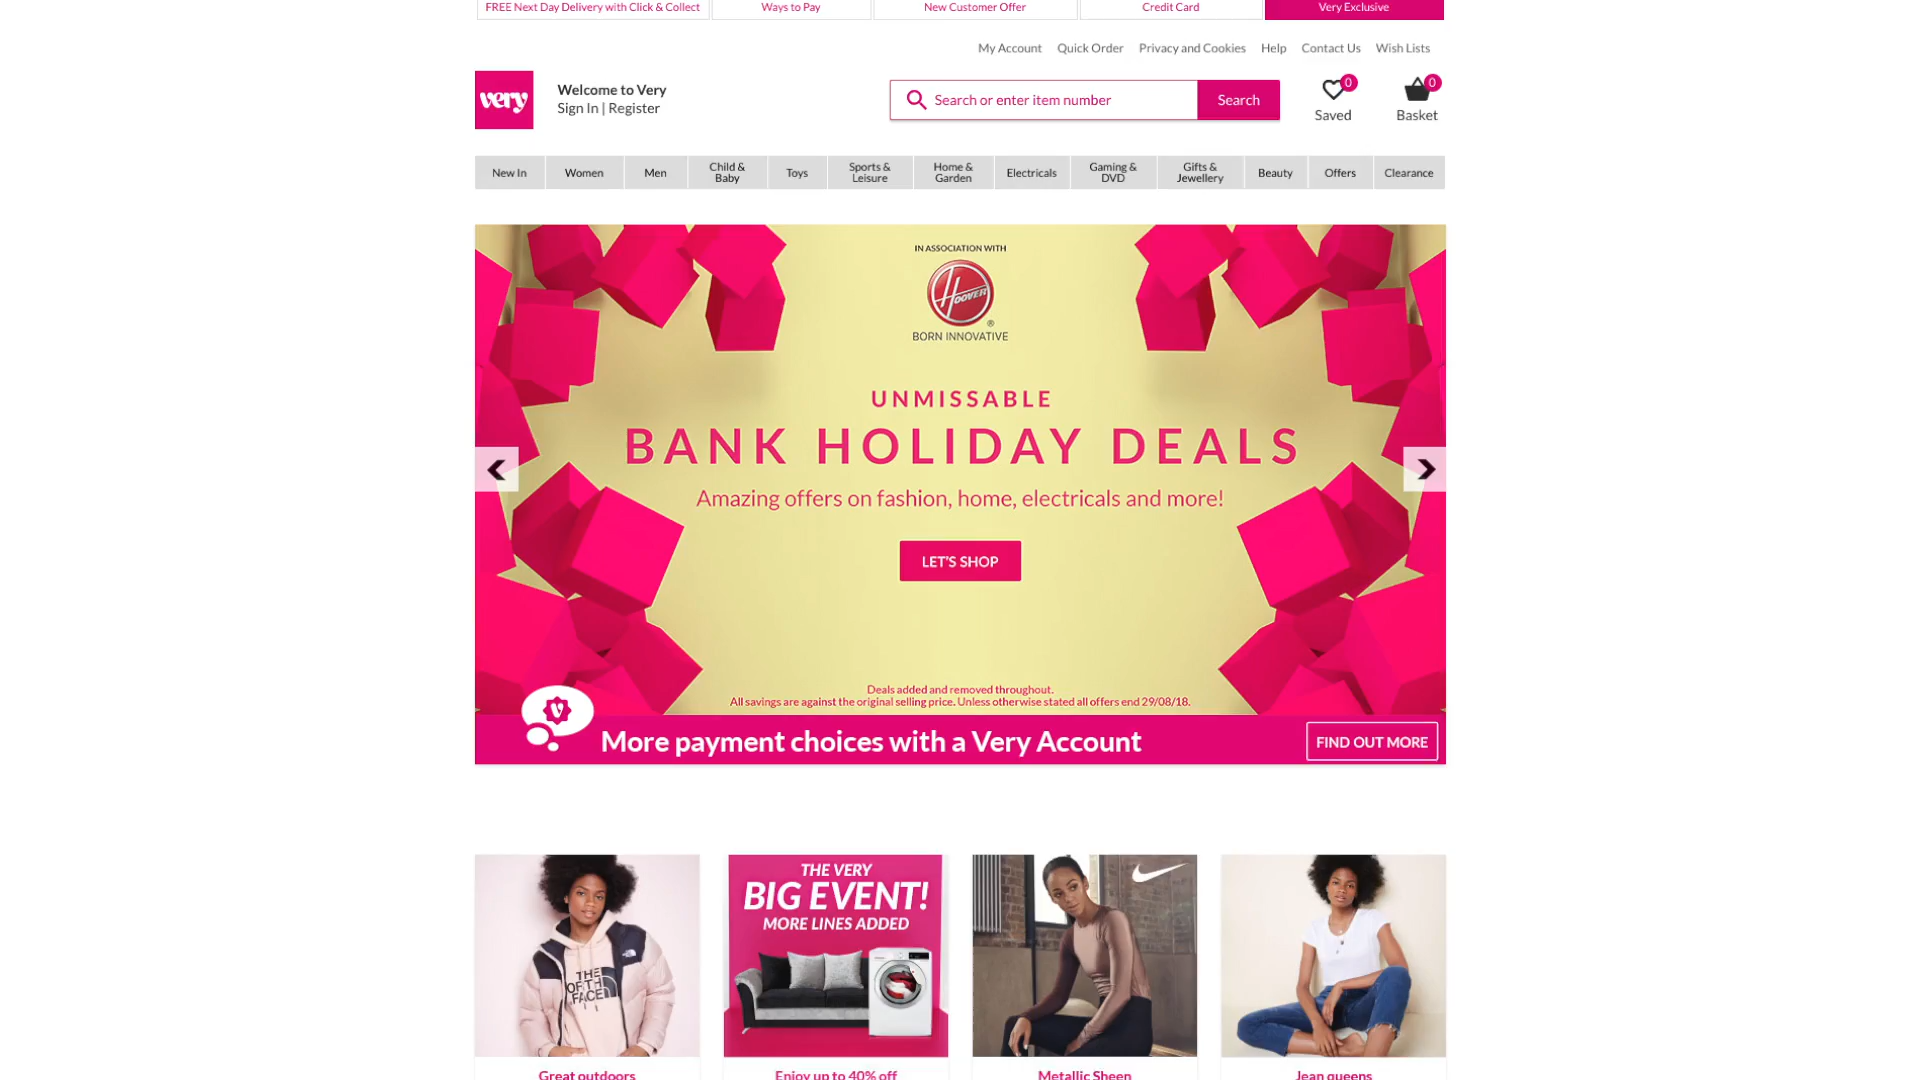 FREE Next Day Delivery with Click & Collect
Ways to Pay
New Customer Offer
Credit Card
Very Exclusive
My Account
Quick Order
Privacy and Cookies
Help
Contact Us
Wish Lists
very
Welcome to Very
Sign In | Register
Search or enter item number
Search
0
Saved
0
Basket
New In
Women
Men
Child &
Baby
Toys
Sports &
Leisure
Home &
Garden
Electricals
Gaming &
DVD
Gifts &
Jewellery
Beauty
Offers
Clearance
IN ASSOCIATION WITH
HOOVER
®
BORN INNOVATIVE
UNMISSABLE
BANK HOLIDAY DEALS
Amazing offers on fashion, home, electricals and more!
LET'S SHOP
Deals added and removed throughout.
All savings are against the original selling price. Unless otherwise stated all offers end 29/08/18.
More payment choices with a Very Account
FIND OUT MORE
THE
NORTH
FACE
THE VERY
BIG EVENT!
MORE LINES ADDED
Great outdoors
Enjoy up to 40% off
Metallic Sheen
Jean queens